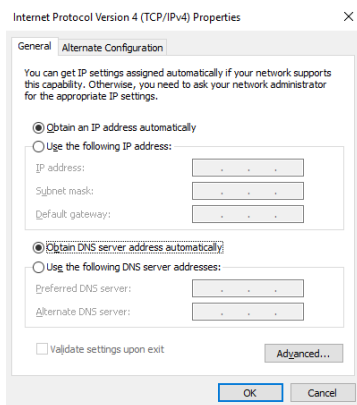 Internet Protocol Version 4 (TCP/IPv4) Properties
General
Alternate Configuration
You can get IP settings assigned automatically if your network supports
this capability. Otherwise, you need to ask your network administrator
for the appropriate IP settings.
Obtain an IP address automatically
Use the following IP address:
IP address:
Subnet mask:
Default gateway:
Obtain DNS server address automatically
Use the following DNS server addresses:
Preferred DNS server:
Alternate DNS server:
Validate settings upon exit
Advanced...
OK
Cancel